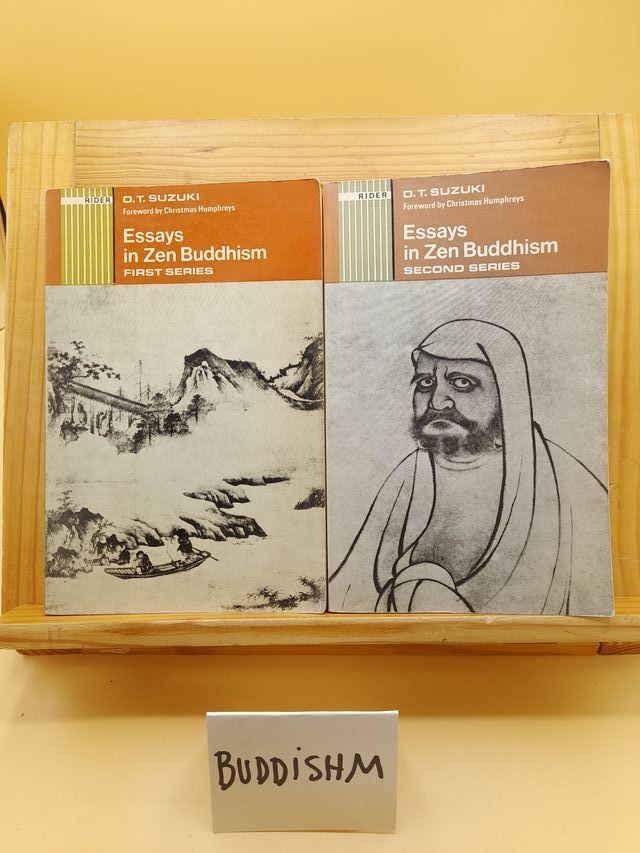 RIDER
D.T. SUZUKI
Foreword by Christmas Humphreys
Essays
in Zen Buddhism
FIRST SERIES
RIDER
D.T. SUZUKI
Foreword by Christmas Humphreys
Essays
in Zen Buddhism
SECOND SERIES
BUDDISHM